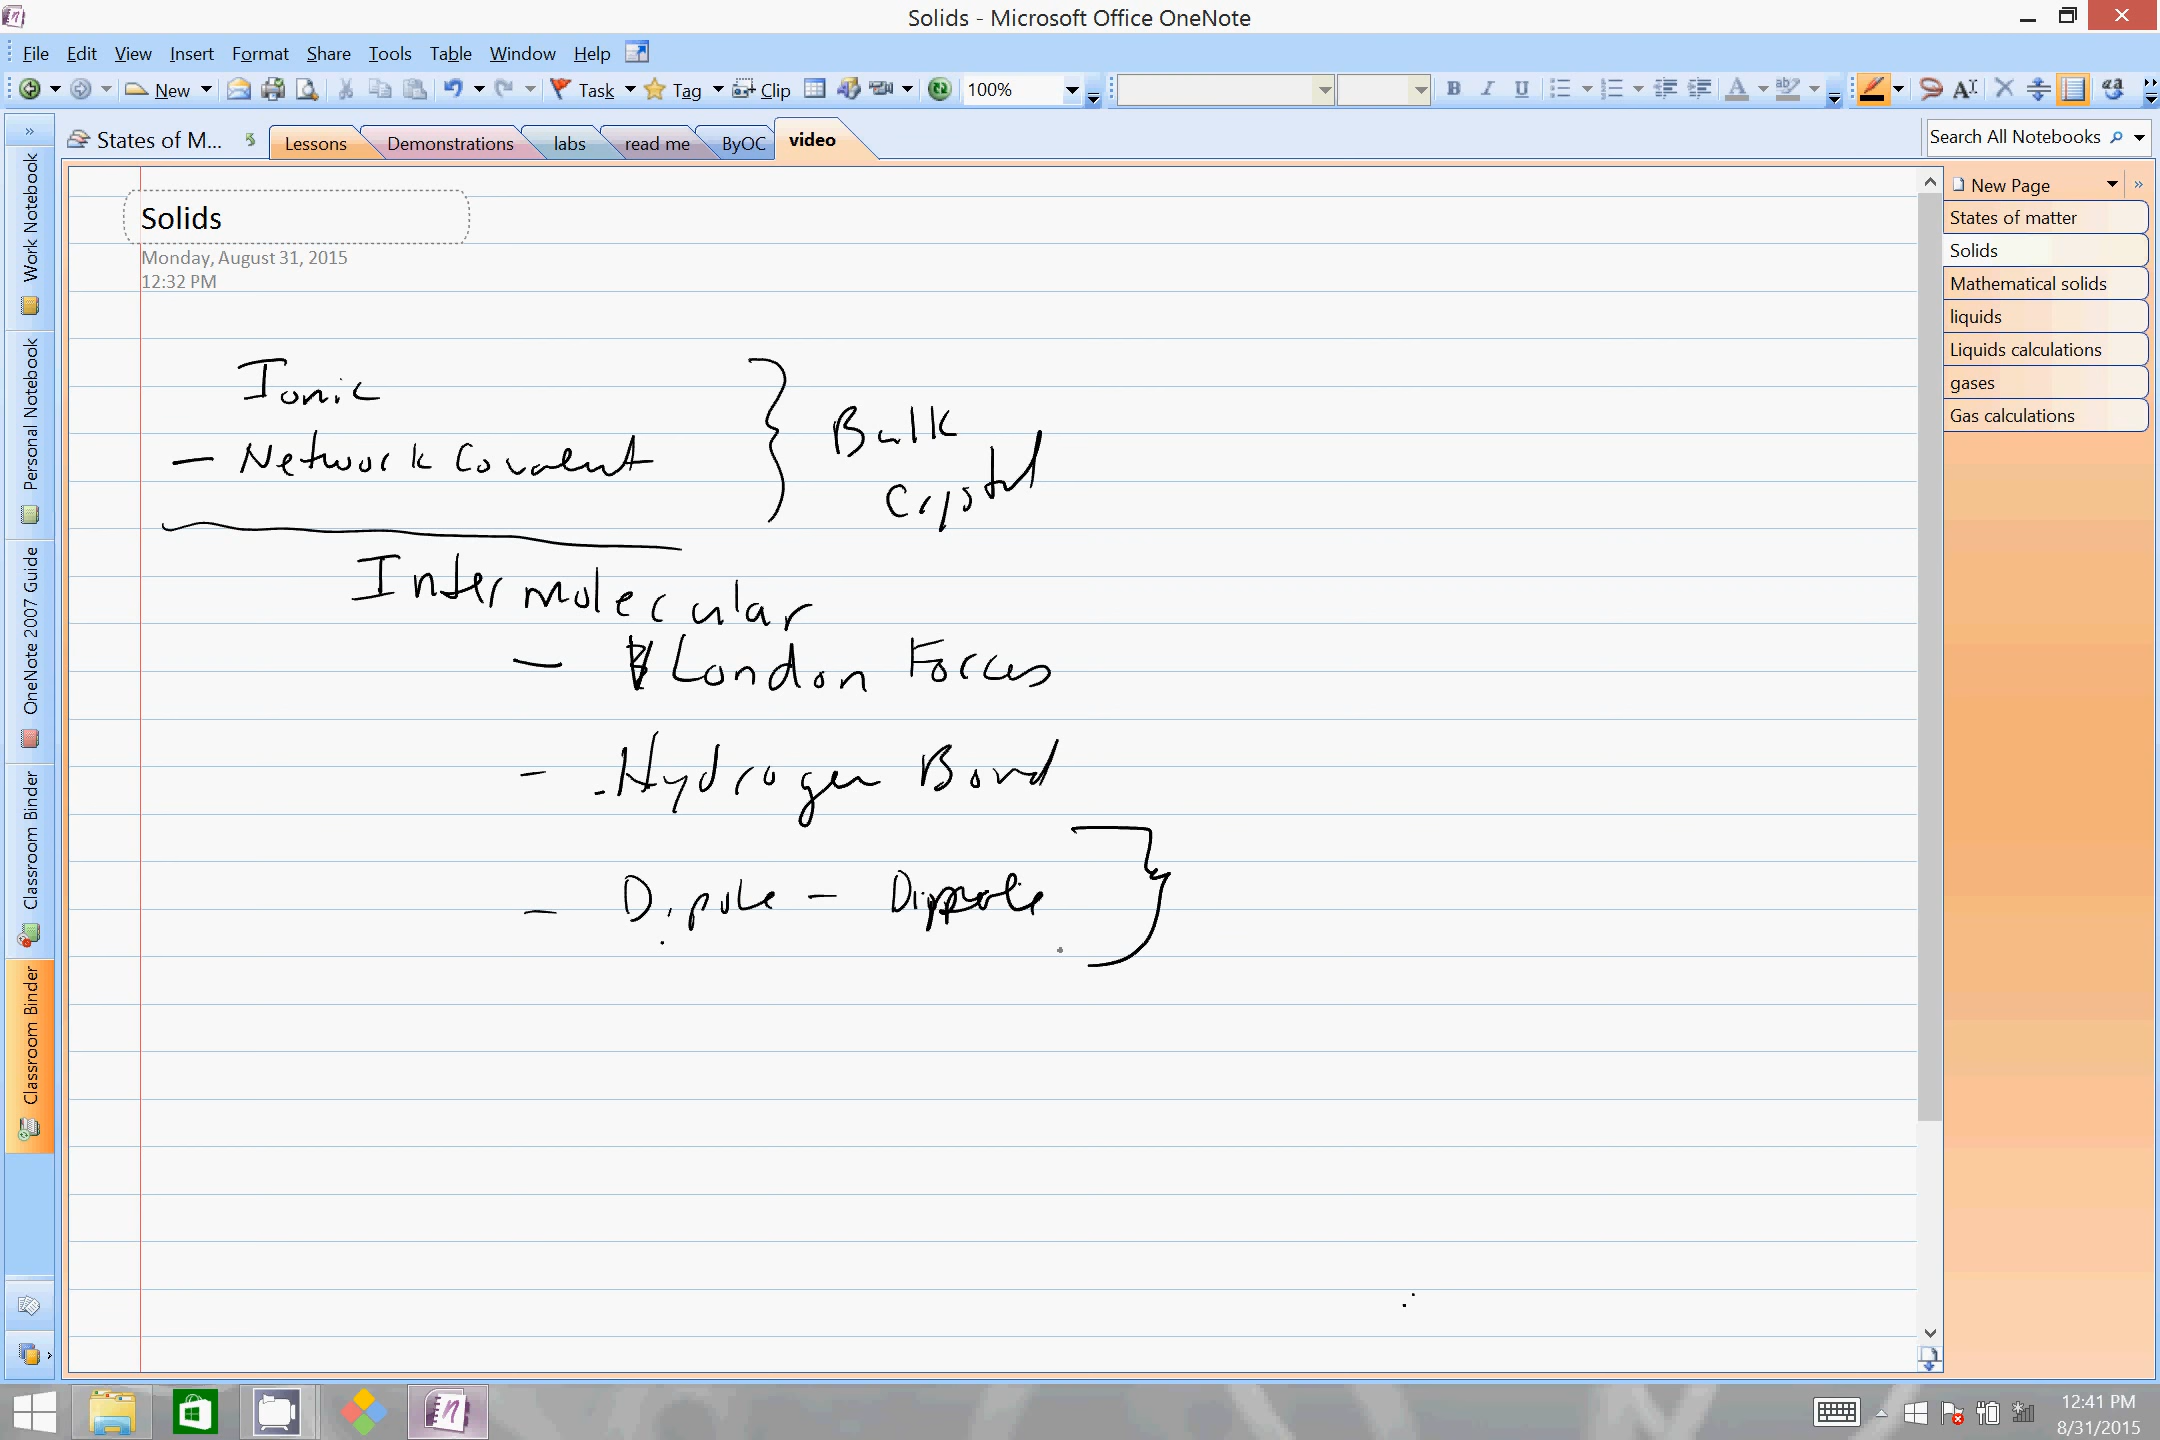 Solids - Microsoft Office OneNote
File Edit View Insert Format Share Tools Table Window Help
New Task Tag Clip 100% B I U
States of M... Lessons Demonstrations labs read me ByOC video Search All Notebooks
New Page
States of matter
Solids
Mathematical solids
liquids
Liquids calculations
gases
Gas calculations
Work Notebook
Personal Notebook
OneNote 2007 Guide
Classroom Binder
Classroom Binder
Solids
Monday, August 31, 2015
12:32 PM
Ionic
– Network Covalent
Bulk
Crystal
Intermolecular
– London Forces
– Hydrogen Bond
– Dipole – Dipole
12:41 PM
8/31/2015